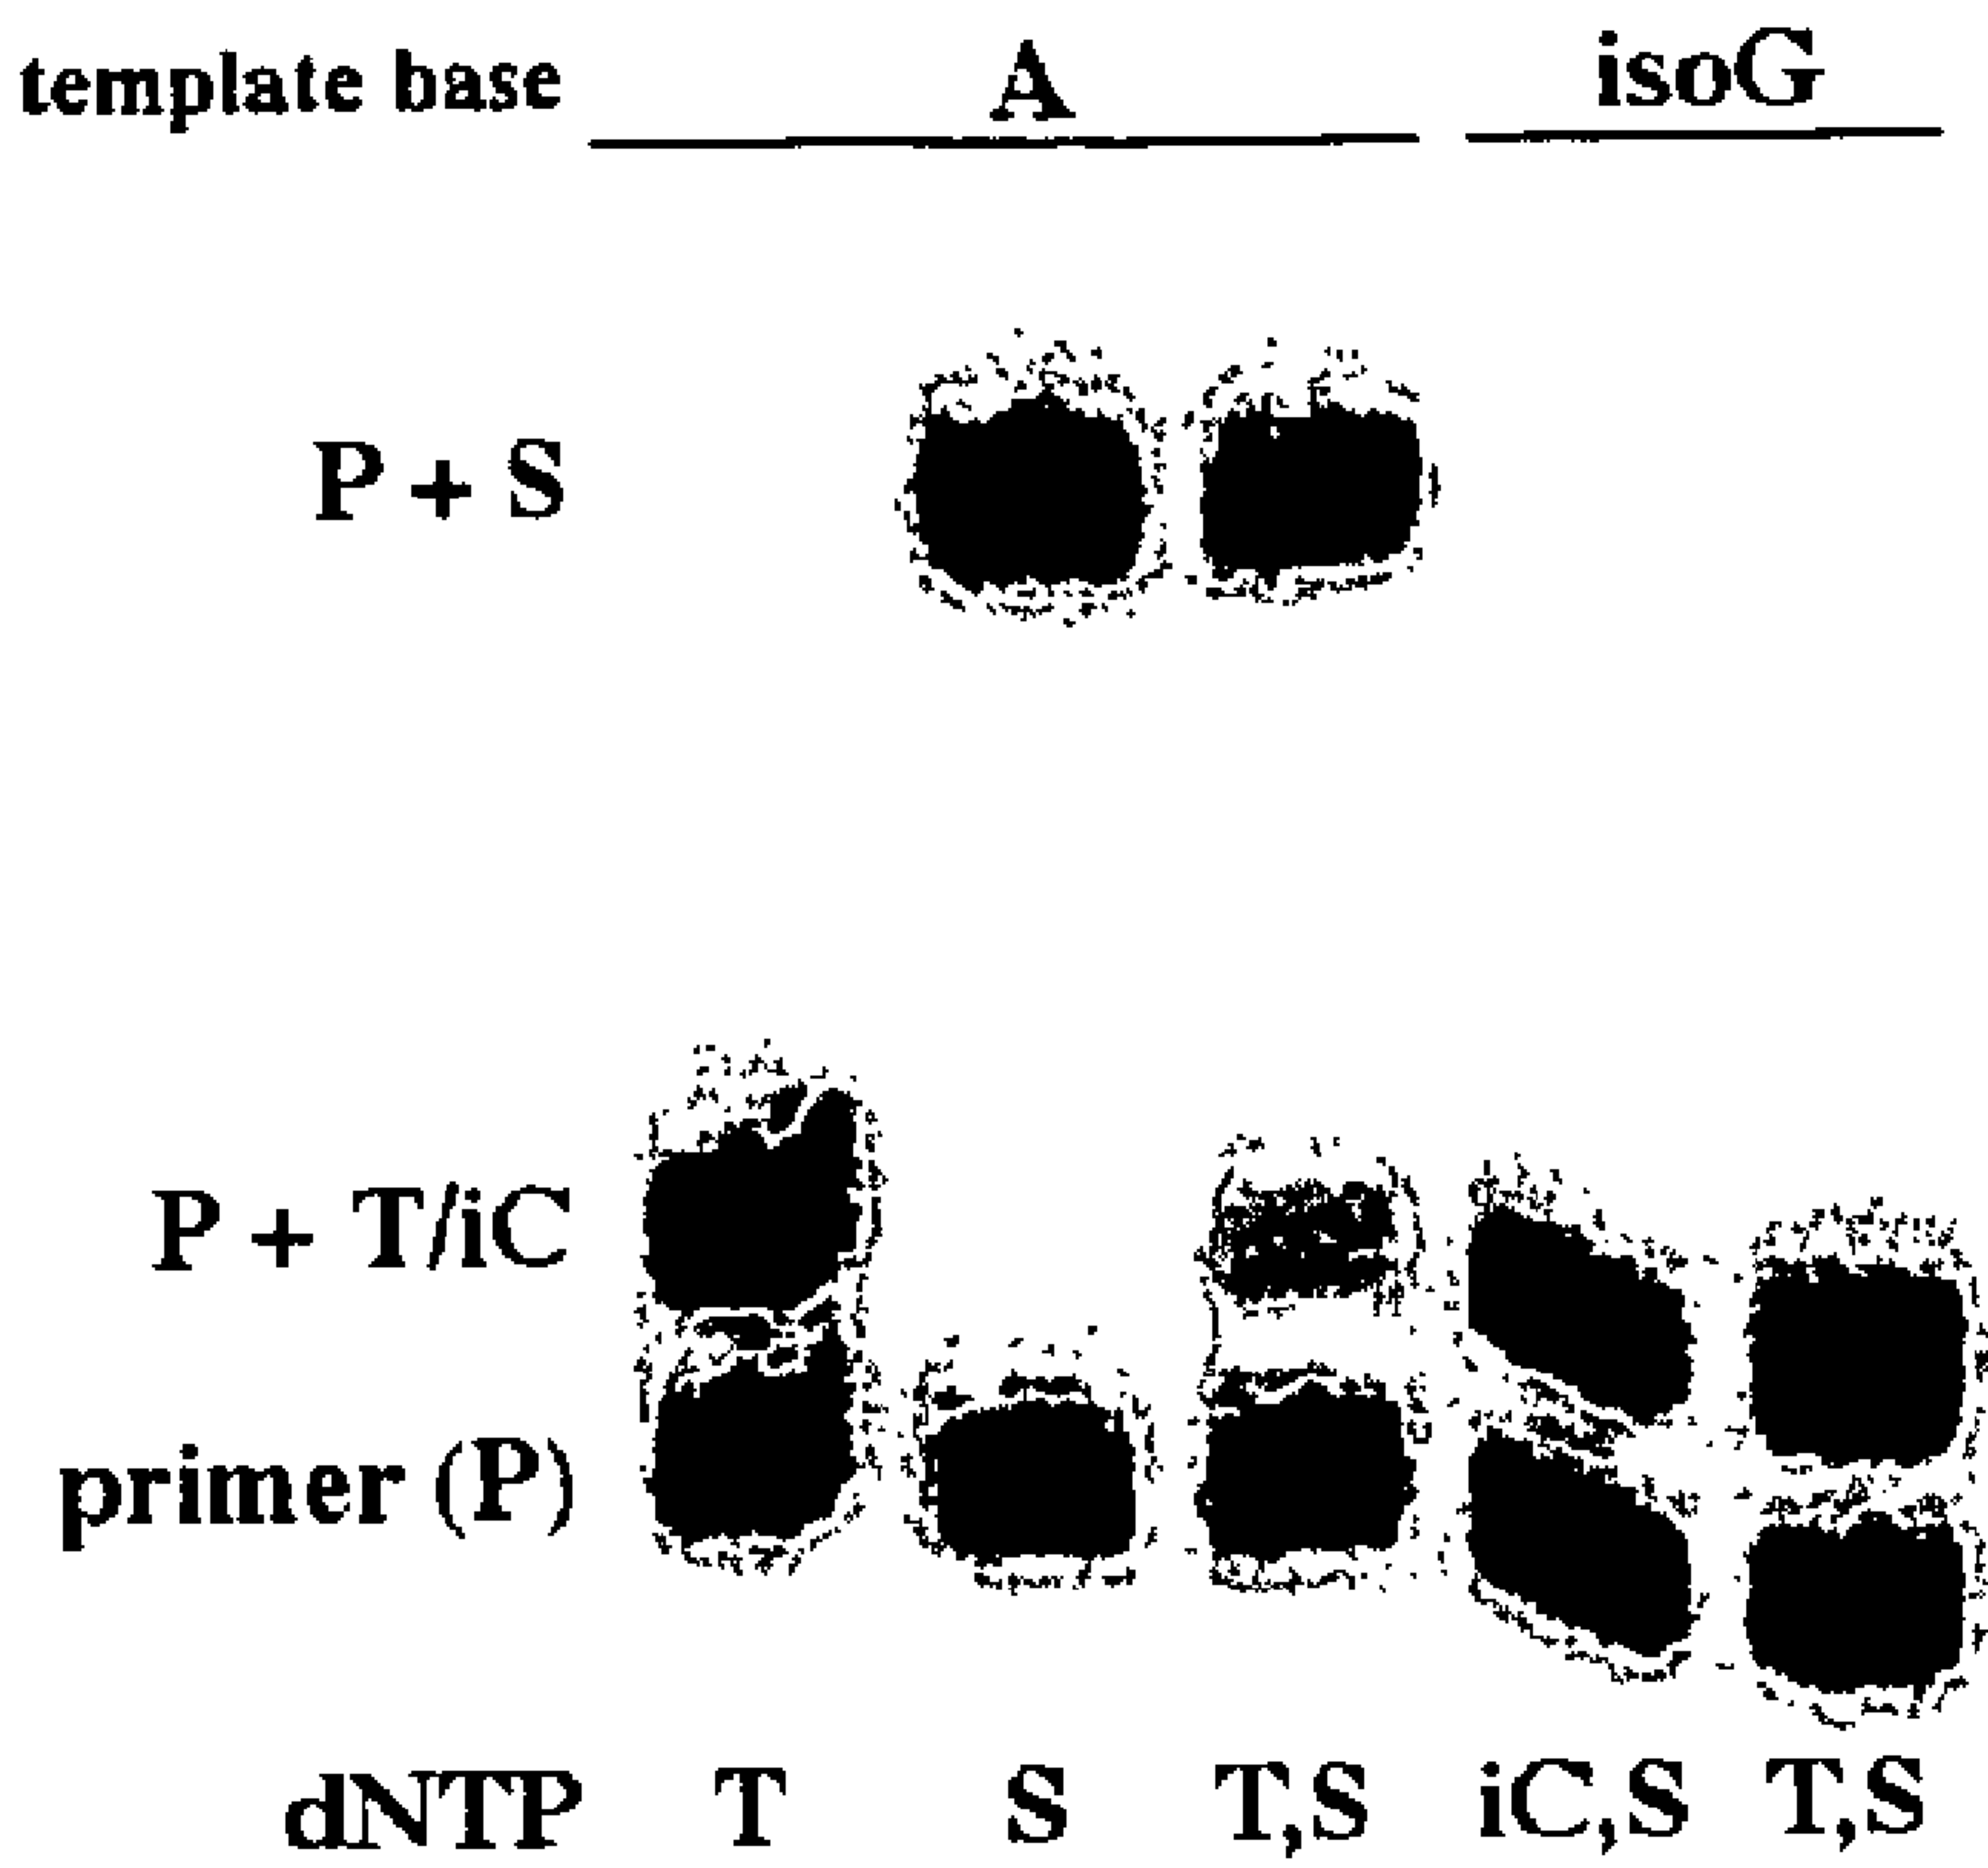 template base A isoG
P + S
P + T/iC
primer (P)
dNTP T S T,S iC,S T,S